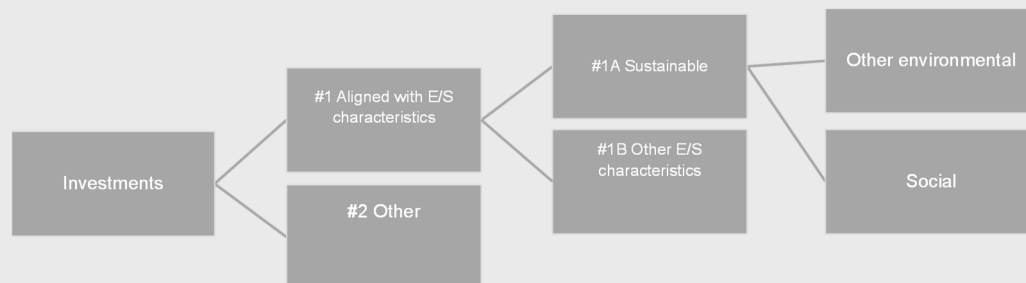 Investments
#1 Aligned with E/S
characteristics
#2 Other
#1A Sustainable
#1B Other E/S
characteristics
Other environmental
Social